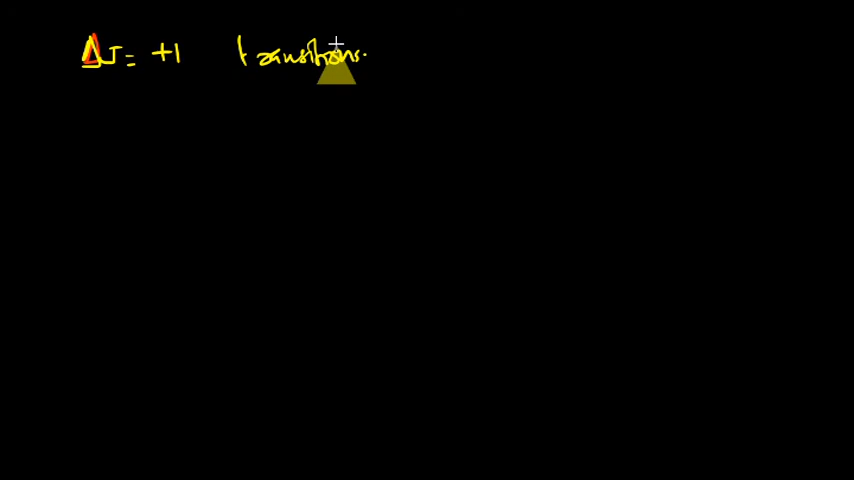 ΔJ = +1 transitions.